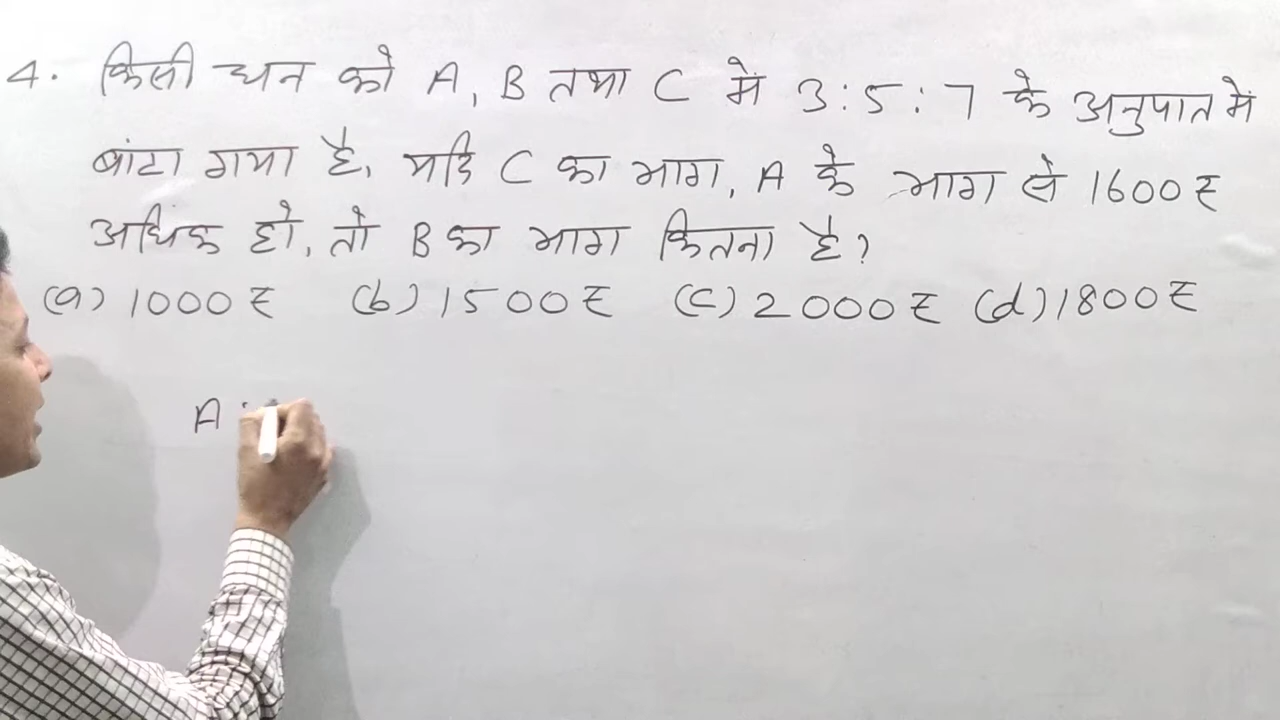 4. किसी धन को A, B तथा C में 3:5:7 के अनुपात में
बांटा गया है, यदि C का भाग, A के भाग से 1600₹
अधिक हो, तो B का भाग कितना है?
(a) 1000₹ (b) 1500₹ (c) 2000₹ (d) 1800₹
A :